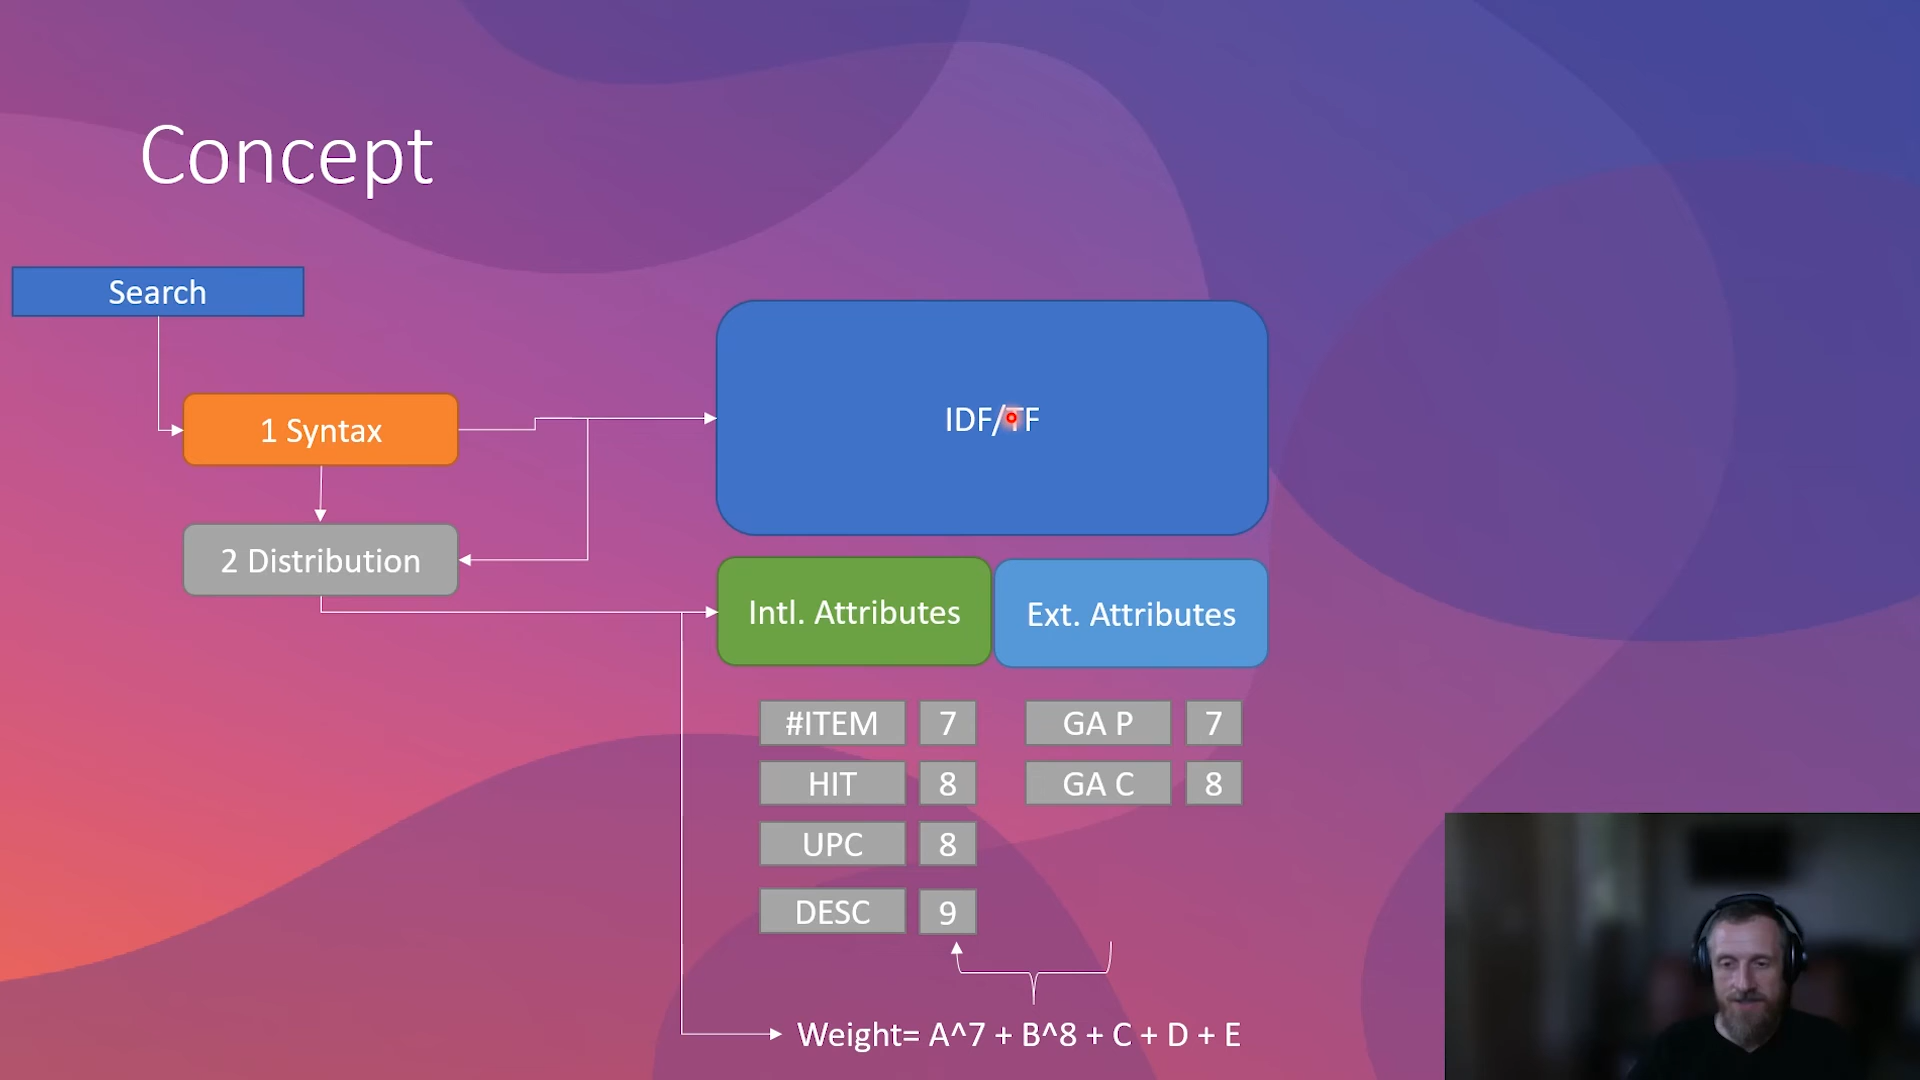 Concept
Search
1 Syntax
2 Distribution
IDF/TF
Intl. Attributes
Ext. Attributes
#ITEM 7
GA P 7
HIT 8
GA C 8
UPC 8
DESC 9
Weight= A^7 + B^8 + C + D + E